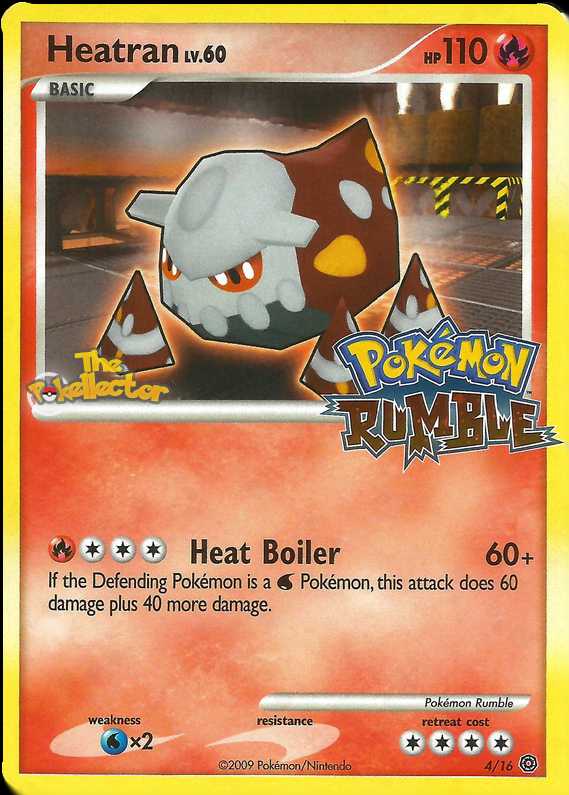 Heatran LV.60
HP 110
BASIC
The
Pokellector
POKéMON
RUMBLE
Heat Boiler 60+
If the Defending Pokémon is a Pokémon, this attack does 60
damage plus 40 more damage.
Pokémon Rumble
weakness resistance retreat cost
×2
©2009 Pokémon/Nintendo 4/16